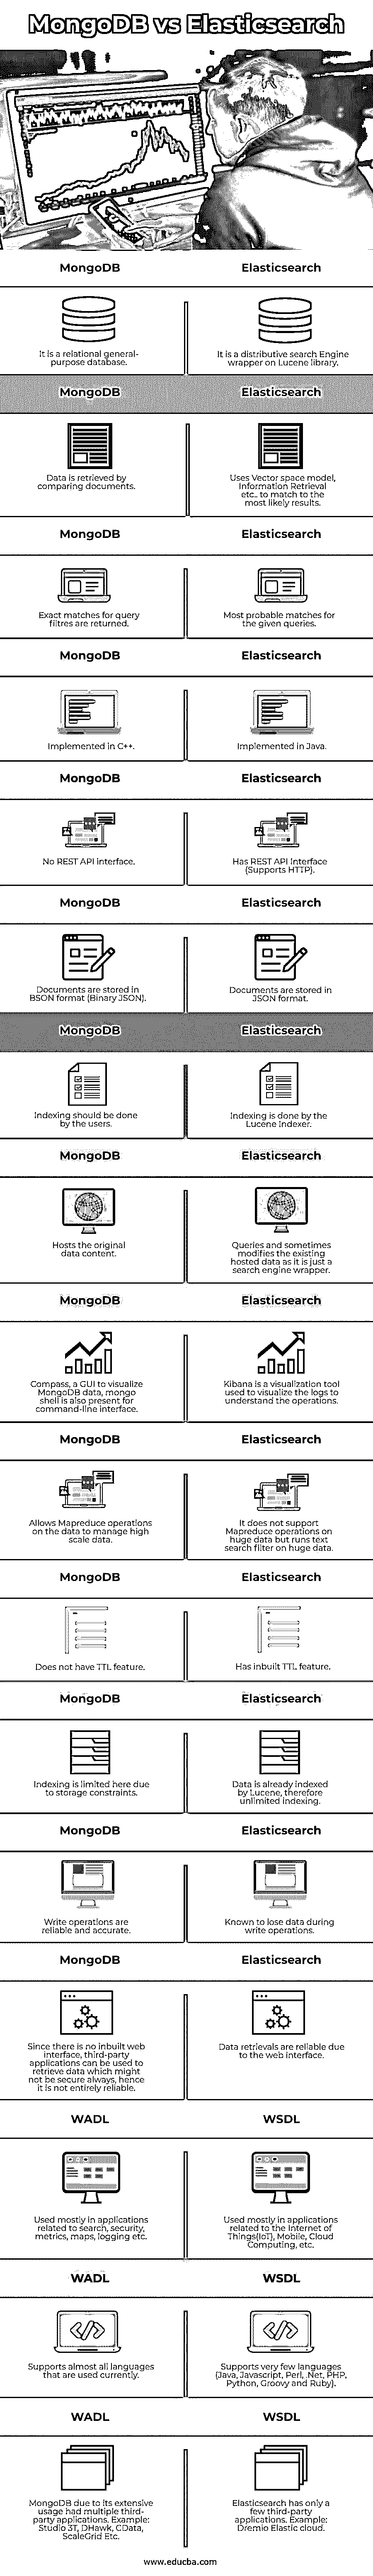 MongoDB vs Elasticsearch
MongoDB Elasticsearch
It is a relational general-
purpose database.
It is a distributive search Engine
wrapper on Lucene library.
MongoDB Elasticsearch
Data is retrieved by
comparing documents.
Uses Vector space model,
Information Retrieval
etc., to match to the
most likely results.
MongoDB Elasticsearch
Exact matches for query
filtres are returned.
Most probable matches for
the given queries.
MongoDB Elasticsearch
Implemented in C++.
Implemented in Java.
MongoDB Elasticsearch
No REST API interface.
Has REST API Interface
(Supports HTTP).
MongoDB Elasticsearch
Documents are stored in
BSON format (Binary JSON).
Documents are stored in
JSON format.
MongoDB Elasticsearch
Indexing should be done
by the users.
Indexing is done by the
Lucene Indexer.
MongoDB Elasticsearch
Hosts the original
data content.
Queries and sometimes
modifies the existing
hosted data as it is just a
search engine wrapper.
MongoDB Elasticsearch
Compass, a GUI to visualize
MongoDB data, mongo
shell is also present for
command-line interface.
Kibana is a visualization tool
used to visualize the logs to
understand the operations.
MongoDB Elasticsearch
Allows Mapreduce operations
on the data to manage high
scale data.
It does not support
Mapreduce operations on
huge data but runs text
search filter on huge data.
MongoDB Elasticsearch
Does not have TTL feature.
Has inbuilt TTL feature.
MongoDB Elasticsearch
Indexing is limited here due
to storage constraints.
Data is already indexed
by Lucene, therefore
unlimited indexing.
MongoDB Elasticsearch
Write operations are
reliable and accurate.
Known to lose data during
write operations.
MongoDB Elasticsearch
Since there is no inbuilt web
interface, third-party
applications can be used to
retrieve data which might
not be secure always, hence
it is not entirely reliable.
Data retrievals are reliable due
to the web interface.
WADL WSDL
Used mostly in applications
related to search, security,
metrics, maps, logging etc.
Used mostly in applications
related to the Internet of
Things(IoT), Mobile, Cloud
Computing, etc.
WADL WSDL
Supports almost all languages
that are used currently.
Supports very few languages
(Java, Javascript, Perl, .Net, PHP,
Python, Groovy and Ruby).
WADL WSDL
MongoDB due to its extensive
usage had multiple third-
party applications. Example:
Studio 3T, DHawk, CData,
ScaleGrid Etc.
Elasticsearch has only a
few third-party
applications. Example:
Dremio Elastic cloud.
www.educba.com